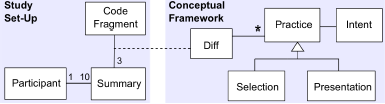 Study
Set-Up
Code
Fragment
3
Participant
1 10
Summary
Conceptual
Framework
Diff
*
Practice
Intent
Selection
Presentation